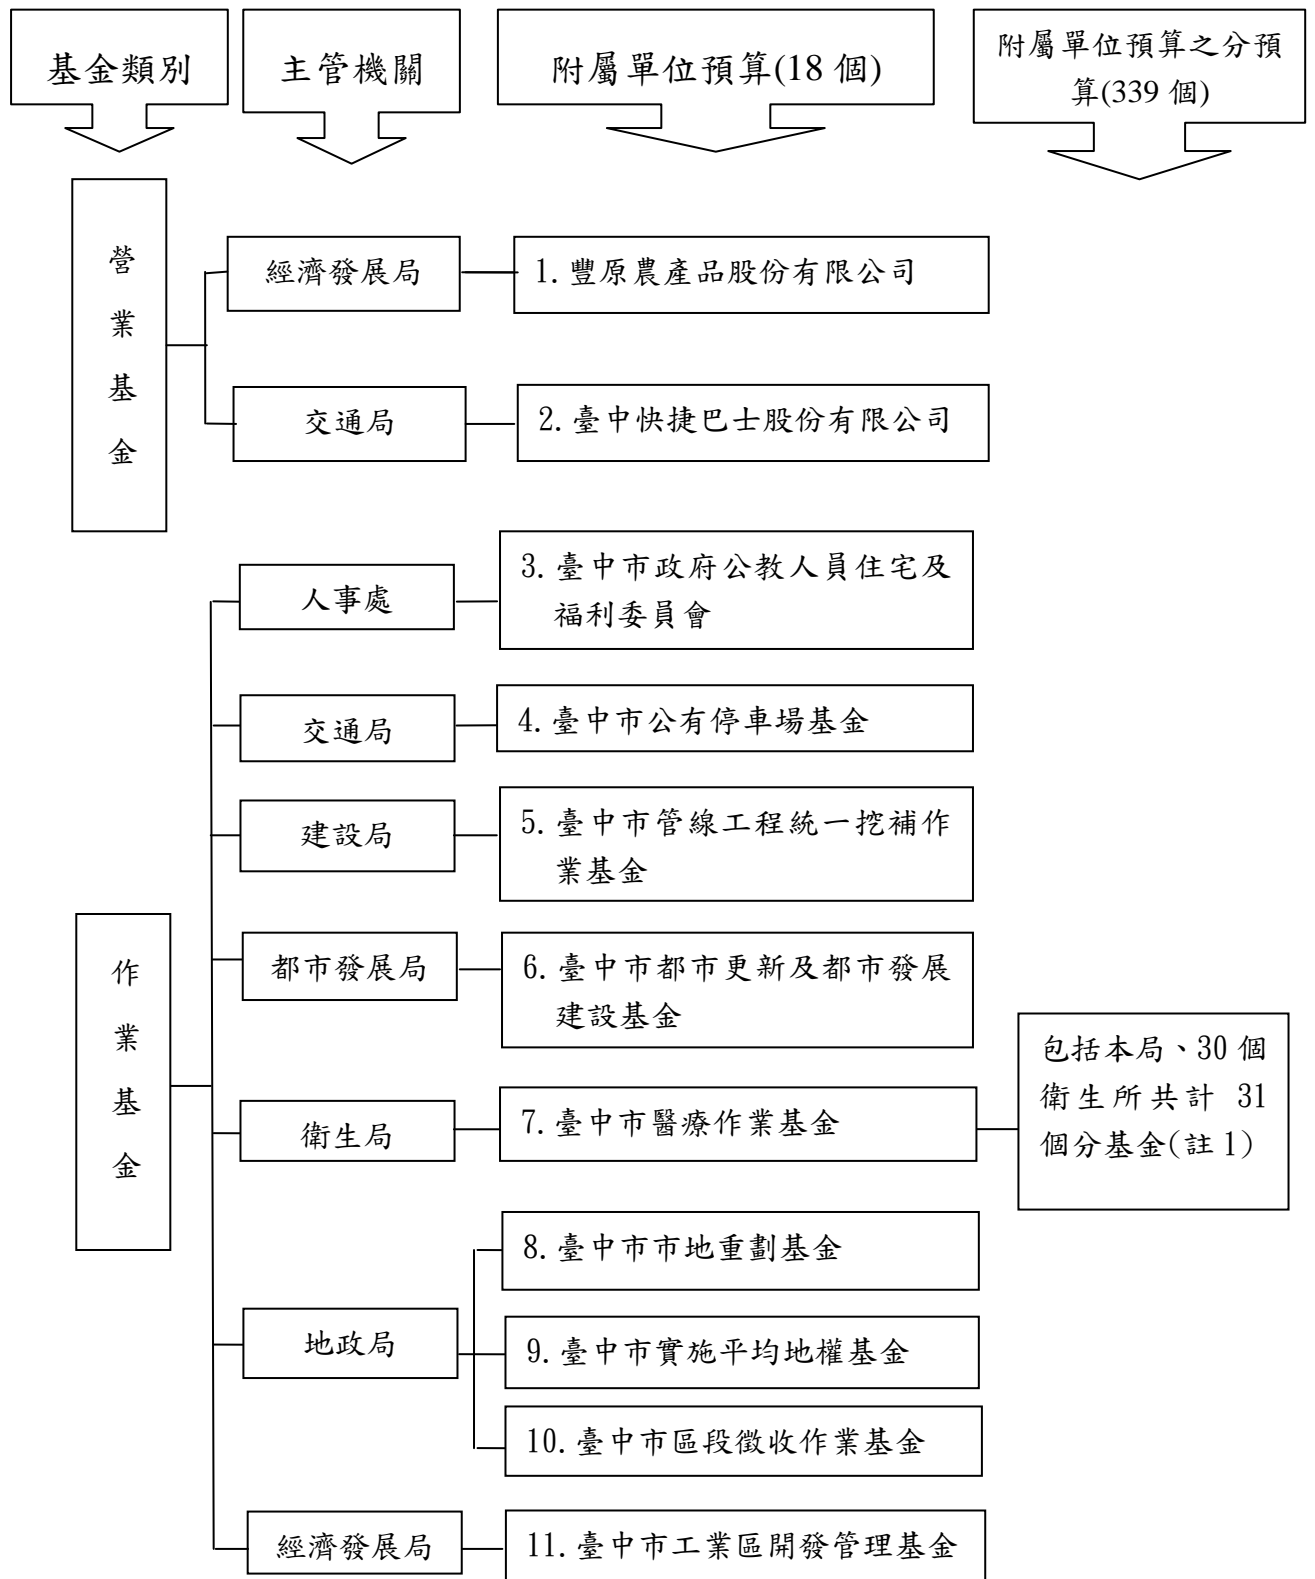 基金類別
主管機關
附屬單位預算(18 個)
附屬單位預算之分預
算(339 個)
營
業
基
金
經濟發展局
1. 豐原農產品股份有限公司
交通局
2. 臺中快捷巴士股份有限公司
作
業
基
金
人事處
3. 臺中市政府公教人員住宅及
福利委員會
交通局
4. 臺中市公有停車場基金
建設局
5. 臺中市管線工程統一挖補作
業基金
都市發展局
6. 臺中市都市更新及都市發展
建設基金
衛生局
7. 臺中市醫療作業基金
包括本局、30 個
衛生所共計 31
個分基金(註 1)
地政局
8. 臺中市市地重劃基金
9. 臺中市實施平均地權基金
10. 臺中市區段徵收作業基金
經濟發展局
11. 臺中市工業區開發管理基金